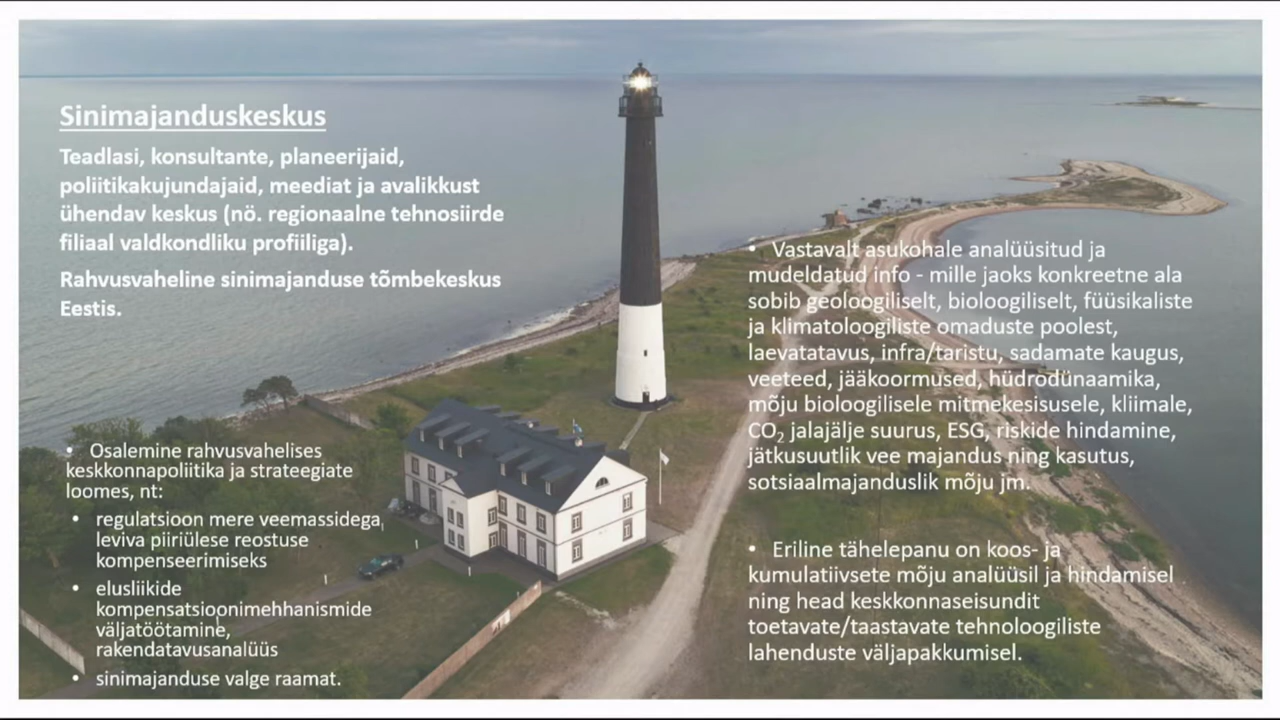 Sinimajanduskeskus
Teadlasi, konsultante, planeerijaid,
poliitikakujundajaid, meediat ja avalikkust
ühendav keskus (nö. regionaalne tehnosiirde
filiaal valdkondliku profiiliga).
Rahvusvaheline sinimajanduse tõmbekeskus
Eestis.
• Osalemine rahvusvahelises
keskkonnapoliitika ja strateegiate
loomes, nt:
• regulatsioon mere veemassidega
leviva piiriülese reostuse
kompenseerimiseks
• elusliikide
kompensatsioonimehhanismide
väljatöötamine,
rakendatavusanalüüs
• sinimajanduse valge raamat.
• Vastavalt asukohale analüüsitud ja
mudeldatud info - mille jaoks konkreetne ala
sobib geoloogiliselt, bioloogiliselt, füüsikaliste
ja klimatoloogiliste omaduste poolest,
laevatatavus, infra/taristu, sadamate kaugus,
veeteed, jääkoormused, hüdrodünaamika,
mõju bioloogilisele mitmekesisusele, kliimale,
CO₂ jalajälje suurus, ESG, riskide hindamine,
jätkusuutlik vee majandus ning kasutus,
sotsiaalmajanduslik mõju jm.
• Eriline tähelepanu on koos- ja
kumulatiivsete mõju analüüsil ja hindamisel
ning head keskkonnaseisundit
toetavate/taastavate tehnoloogiliste
lahenduste väljapakkumisel.